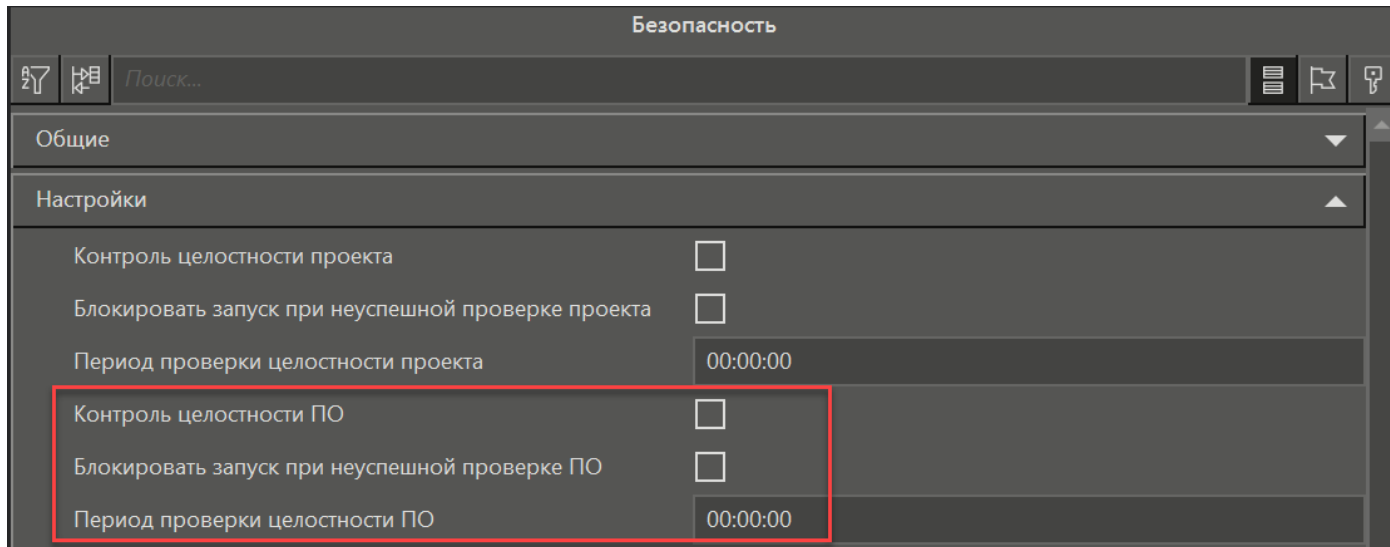 Безопасность
Поиск...
Общие
Настройки
Контроль целостности проекта
Блокировать запуск при неуспешной проверке проекта
Период проверки целостности проекта 00:00:00
Контроль целостности ПО
Блокировать запуск при неуспешной проверке ПО
Период проверки целостности ПО 00:00:00